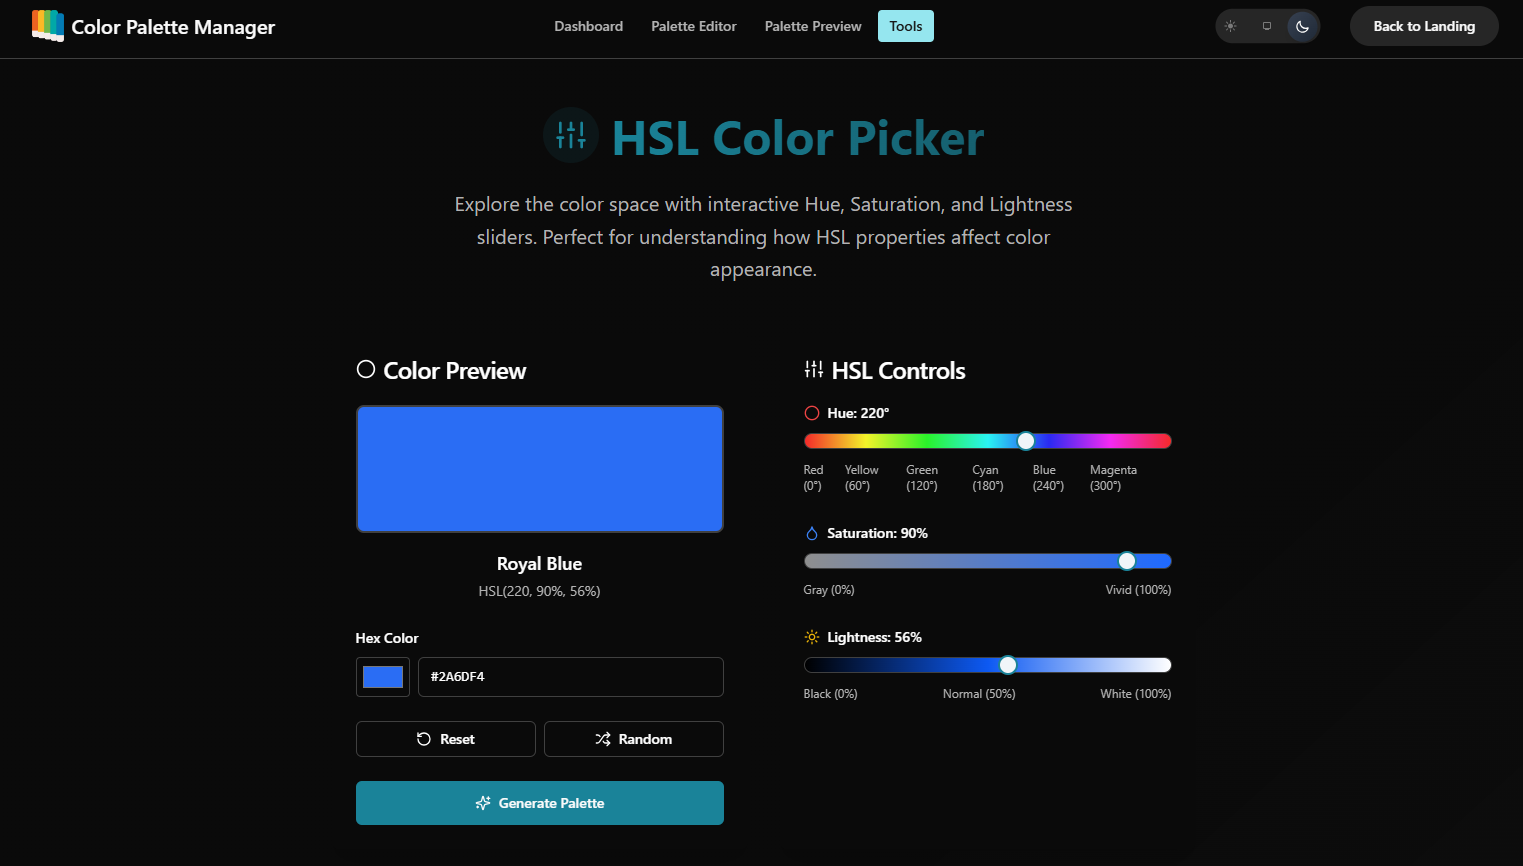 Color Palette Manager
Dashboard
Palette Editor
Palette Preview
Tools
Back to Landing
HSL Color Picker
Explore the color space with interactive Hue, Saturation, and Lightness
sliders. Perfect for understanding how HSL properties affect color
appearance.
Color Preview
Royal Blue
HSL(220, 90%, 56%)
Hex Color
#2A6DF4
Reset
Random
Generate Palette
HSL Controls
Hue: 220°
Red
(0°)
Yellow
(60°)
Green
(120°)
Cyan
(180°)
Blue
(240°)
Magenta
(300°)
Saturation: 90%
Gray (0%)
Vivid (100%)
Lightness: 56%
Black (0%)
Normal (50%)
White (100%)